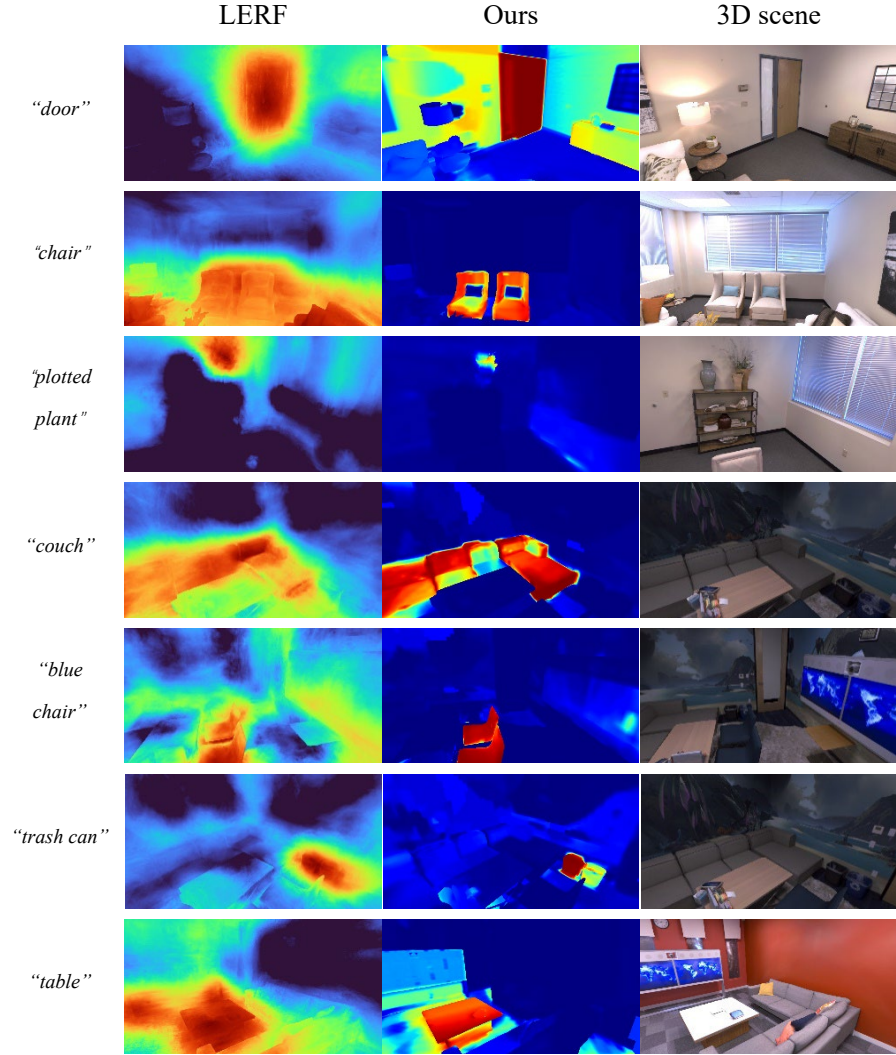 LERF Ours 3D scene
“door”
“chair”
“plotted
plant”
“couch”
“blue
chair”
“trash can”
“table”